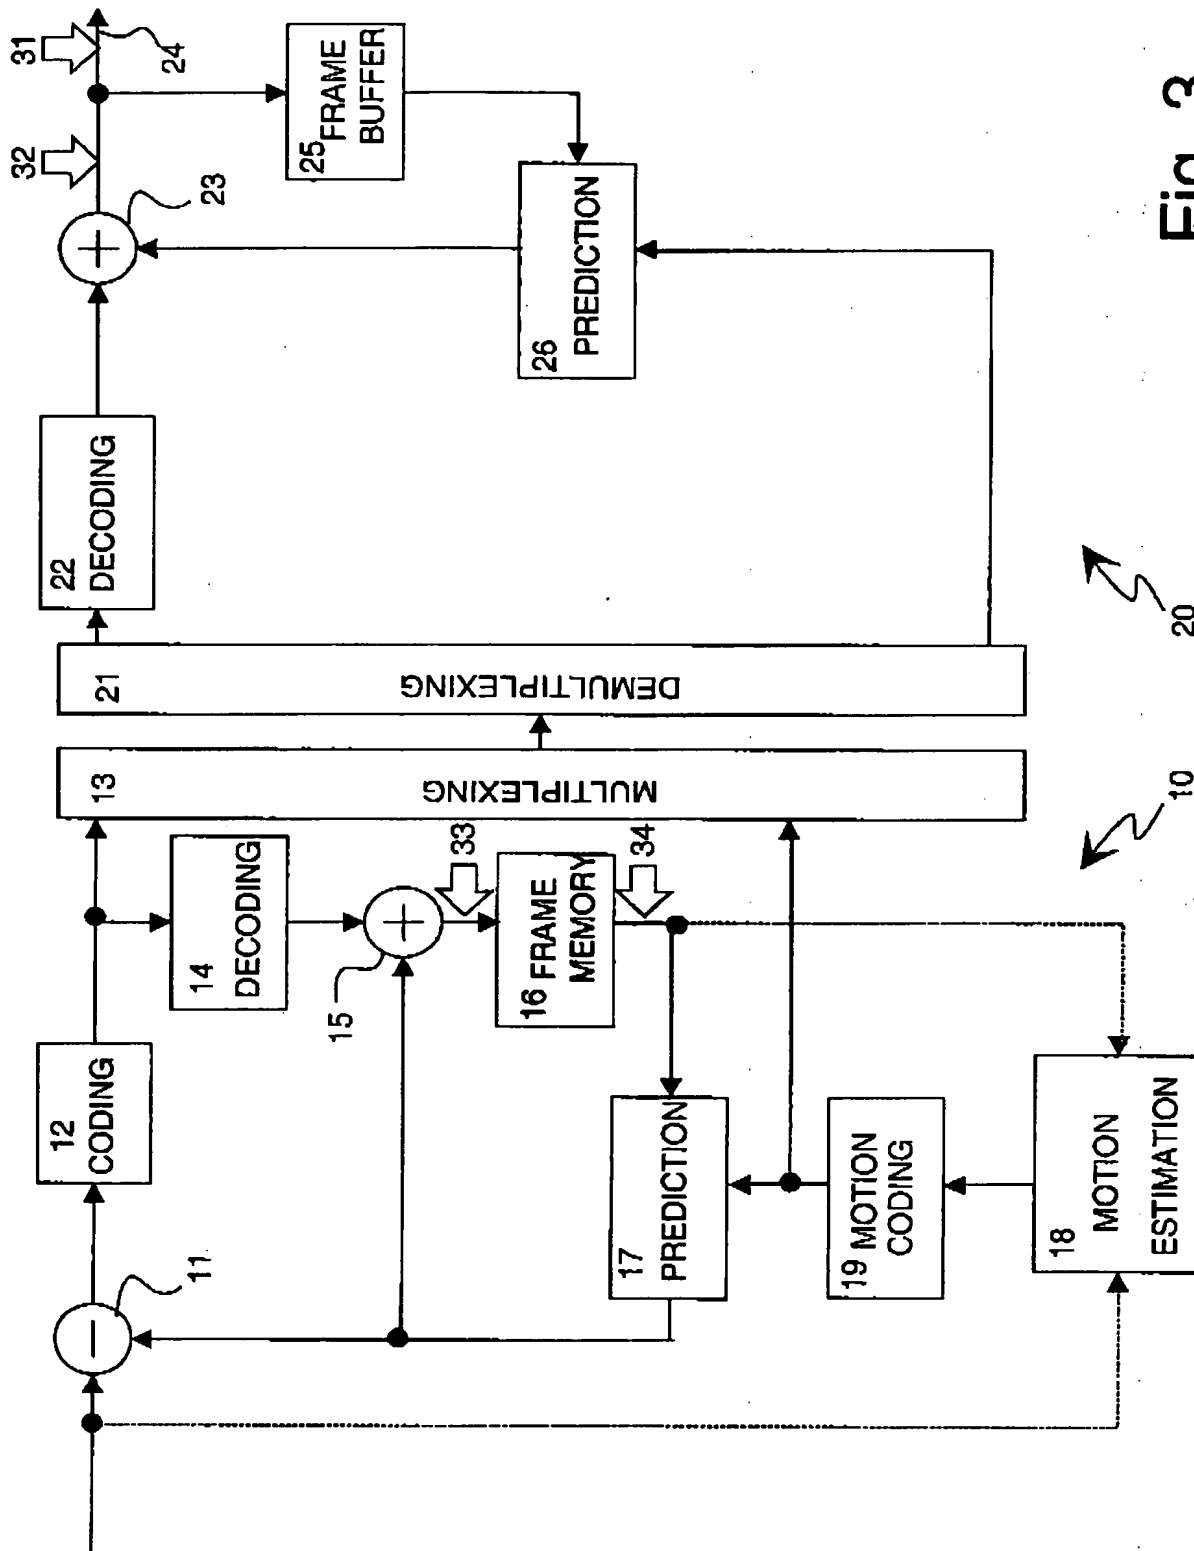 11
12
CODING
13
MULTIPLEXING
21
DEMULTIPLEXING
22
DECODING
23
32
31
24
14
DECODING
15
33
16 FRAME
MEMORY
34
25 FRAME
BUFFER
26
PREDICTION
17
PREDICTION
19 MOTION
CODING
18
MOTION
ESTIMATION
10
20
Fig. 3